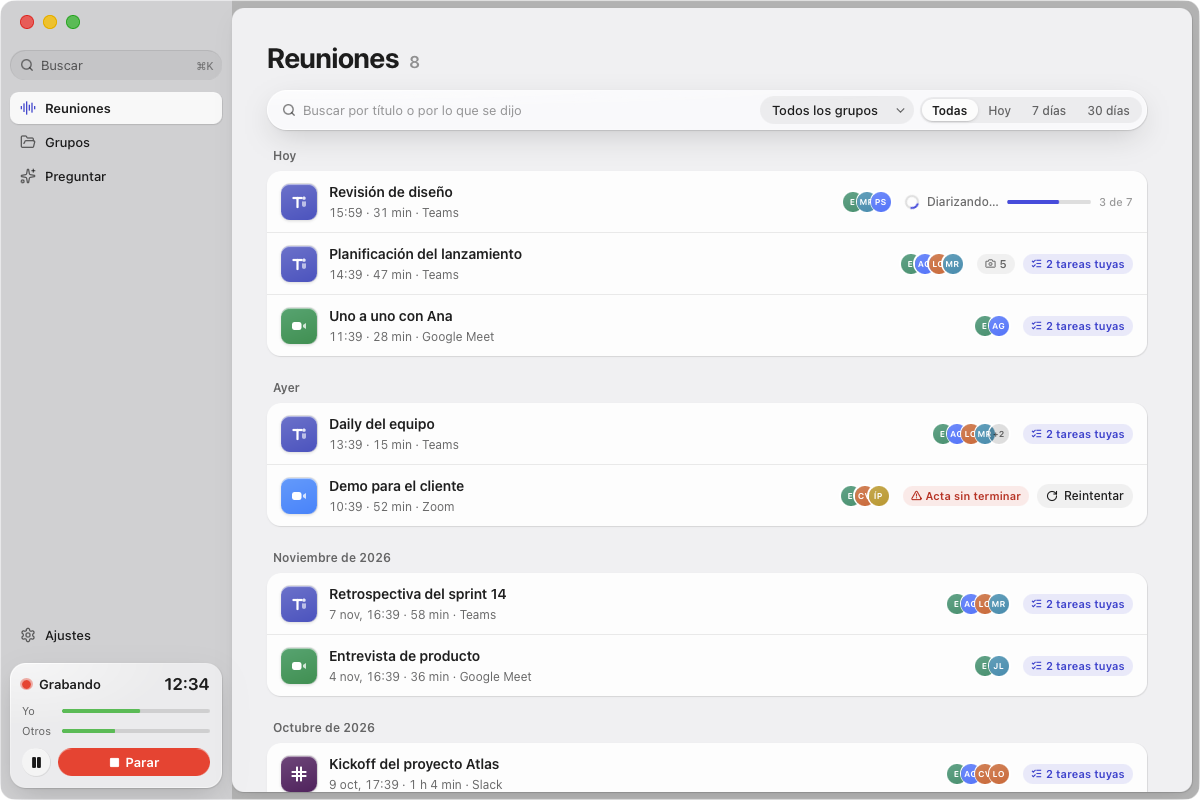 Buscar ⌘K
Reuniones
Grupos
Preguntar
Ajustes
Grabando 12:34
Yo
Otros
Parar
Reuniones 8
Buscar por título o por lo que se dijo
Todos los grupos
Todas Hoy 7 días 30 días
Hoy
Revisión de diseño
15:59 · 31 min · Teams
PS
Diarizando... 3 de 7
Planificación del lanzamiento
14:39 · 47 min · Teams
E MR 5 2 tareas tuyas
Uno a uno con Ana
11:39 · 28 min · Google Meet
E AG 2 tareas tuyas
Ayer
Daily del equipo
13:39 · 15 min · Teams
E +2 2 tareas tuyas
Demo para el cliente
10:39 · 52 min · Zoom
E ÍP Acta sin terminar Reintentar
Noviembre de 2026
Retrospectiva del sprint 14
7 nov, 16:39 · 58 min · Teams
E MR 2 tareas tuyas
Entrevista de producto
4 nov, 16:39 · 36 min · Google Meet
E JL 2 tareas tuyas
Octubre de 2026
Kickoff del proyecto Atlas
9 oct, 17:39 · 1 h 4 min · Slack
E LO 2 tareas tuyas